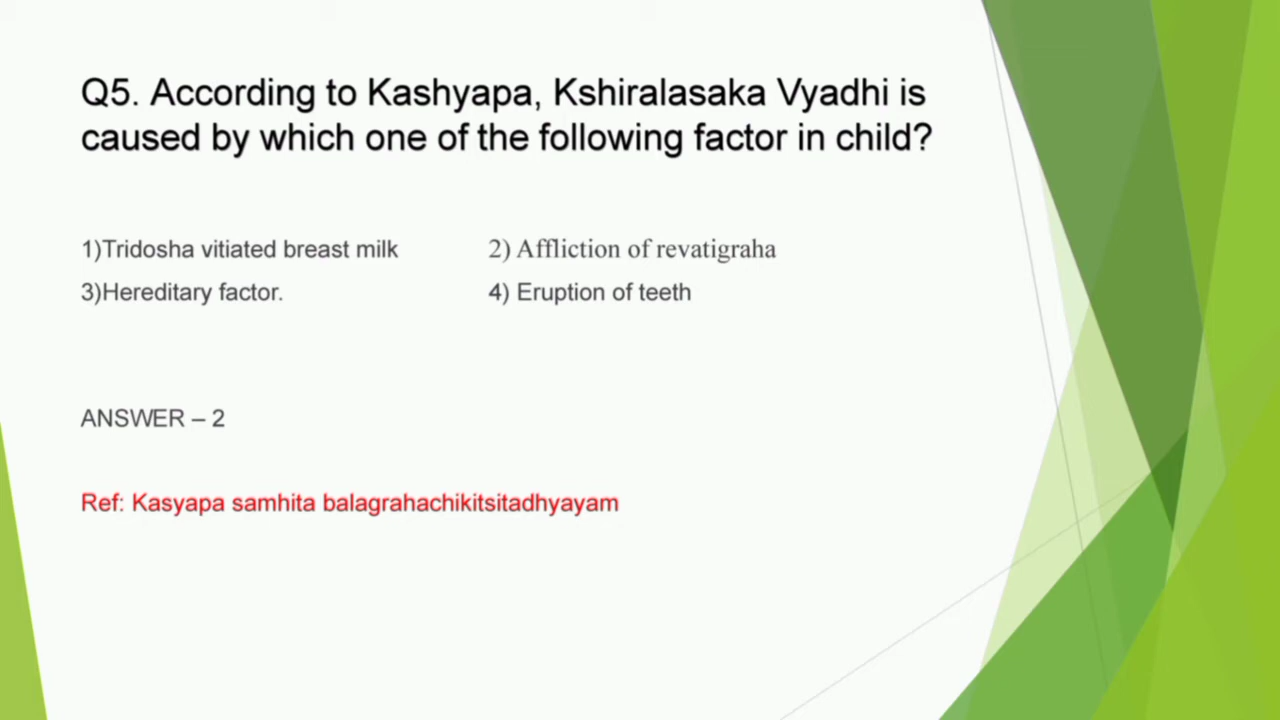 Q5. According to Kashyapa, Kshiralasaka Vyadhi is
caused by which one of the following factor in child?
1)Tridosha vitiated breast milk 2) Affliction of revatigraha
3)Hereditary factor. 4) Eruption of teeth
ANSWER – 2
Ref: Kasyapa samhita balagrahachikitsitadhyayam